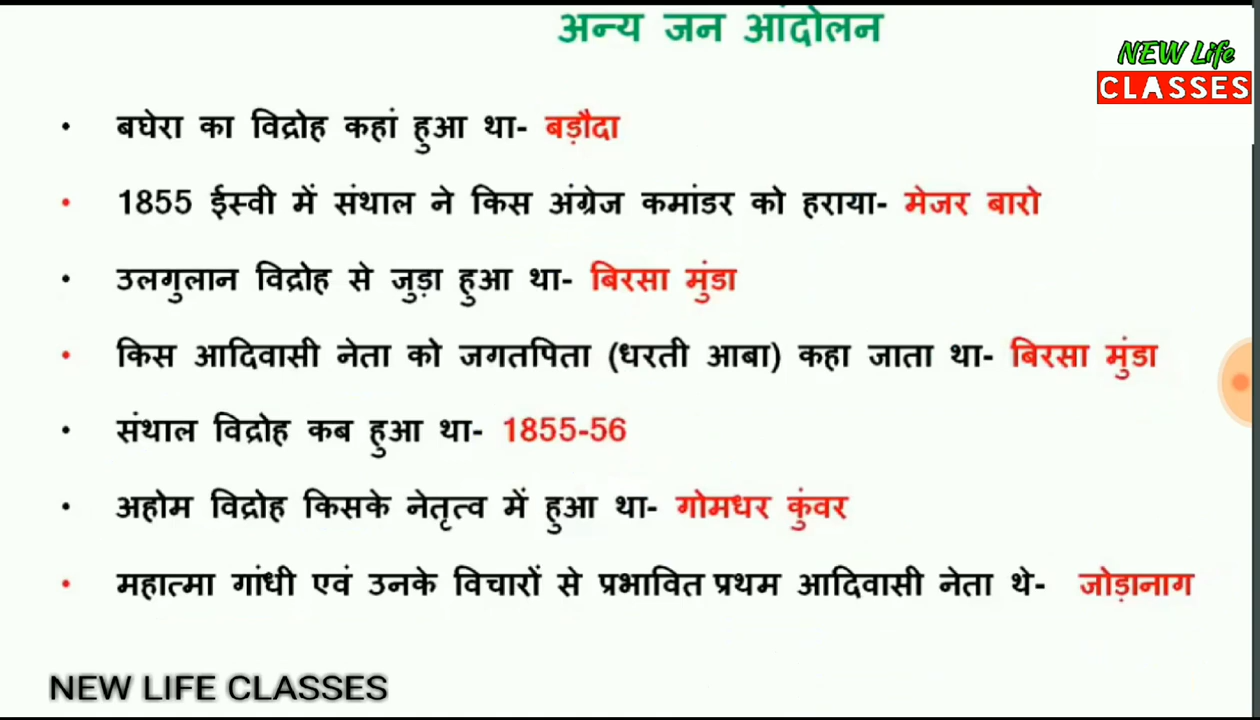 अन्य जन आंदोलन
NEW Life
CLASSES
• बघेरा का विद्रोह कहां हुआ था- बड़ौदा
• 1855 ईस्वी में संथाल ने किस अंग्रेज कमांडर को हराया- मेजर बारो
• उलगुलान विद्रोह से जुड़ा हुआ था- बिरसा मुंडा
• किस आदिवासी नेता को जगतपिता (धरती आबा) कहा जाता था- बिरसा मुंडा
• संथाल विद्रोह कब हुआ था- 1855-56
• अहोम विद्रोह किसके नेतृत्व में हुआ था- गोमधर कुंवर
• महात्मा गांधी एवं उनके विचारों से प्रभावित प्रथम आदिवासी नेता थे- जोड़ानाग
NEW LIFE CLASSES